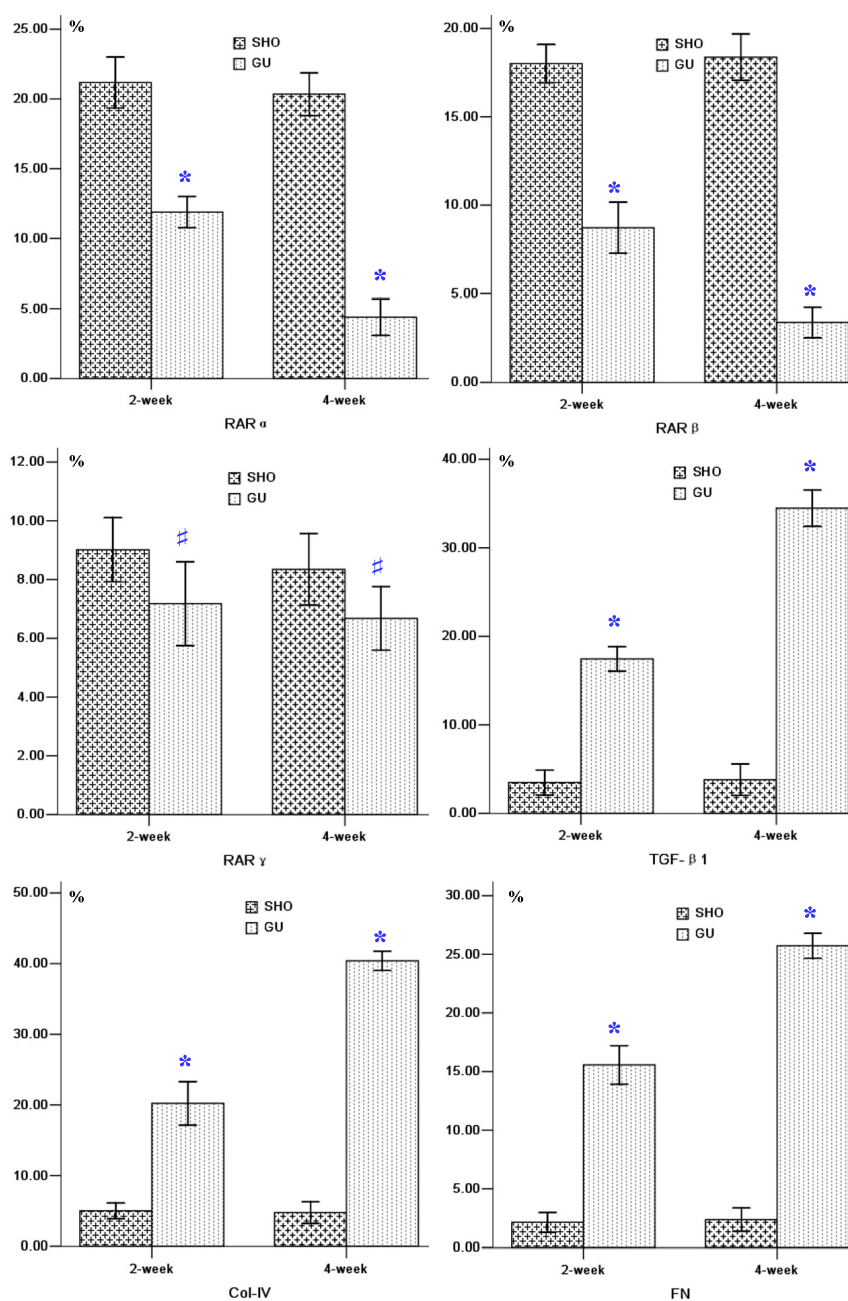 %
25.00
20.00
15.00
10.00
5.00
0.00
SHO
GU
*
*
2-week
4-week
RAR α
%
20.00
15.00
10.00
5.00
0.00
SHO
GU
*
*
2-week
4-week
RAR β
%
12.00
10.00
8.00
6.00
4.00
2.00
0.00
SHO
GU
♯
♯
2-week
4-week
RAR γ
%
40.00
30.00
20.00
10.00
0.00
SHO
GU
*
*
2-week
4-week
TGF- β 1
%
50.00
40.00
30.00
20.00
10.00
0.00
SHO
GU
*
*
2-week
4-week
Col-IV
%
30.00
25.00
20.00
15.00
10.00
5.00
0.00
SHO
GU
*
*
2-week
4-week
FN